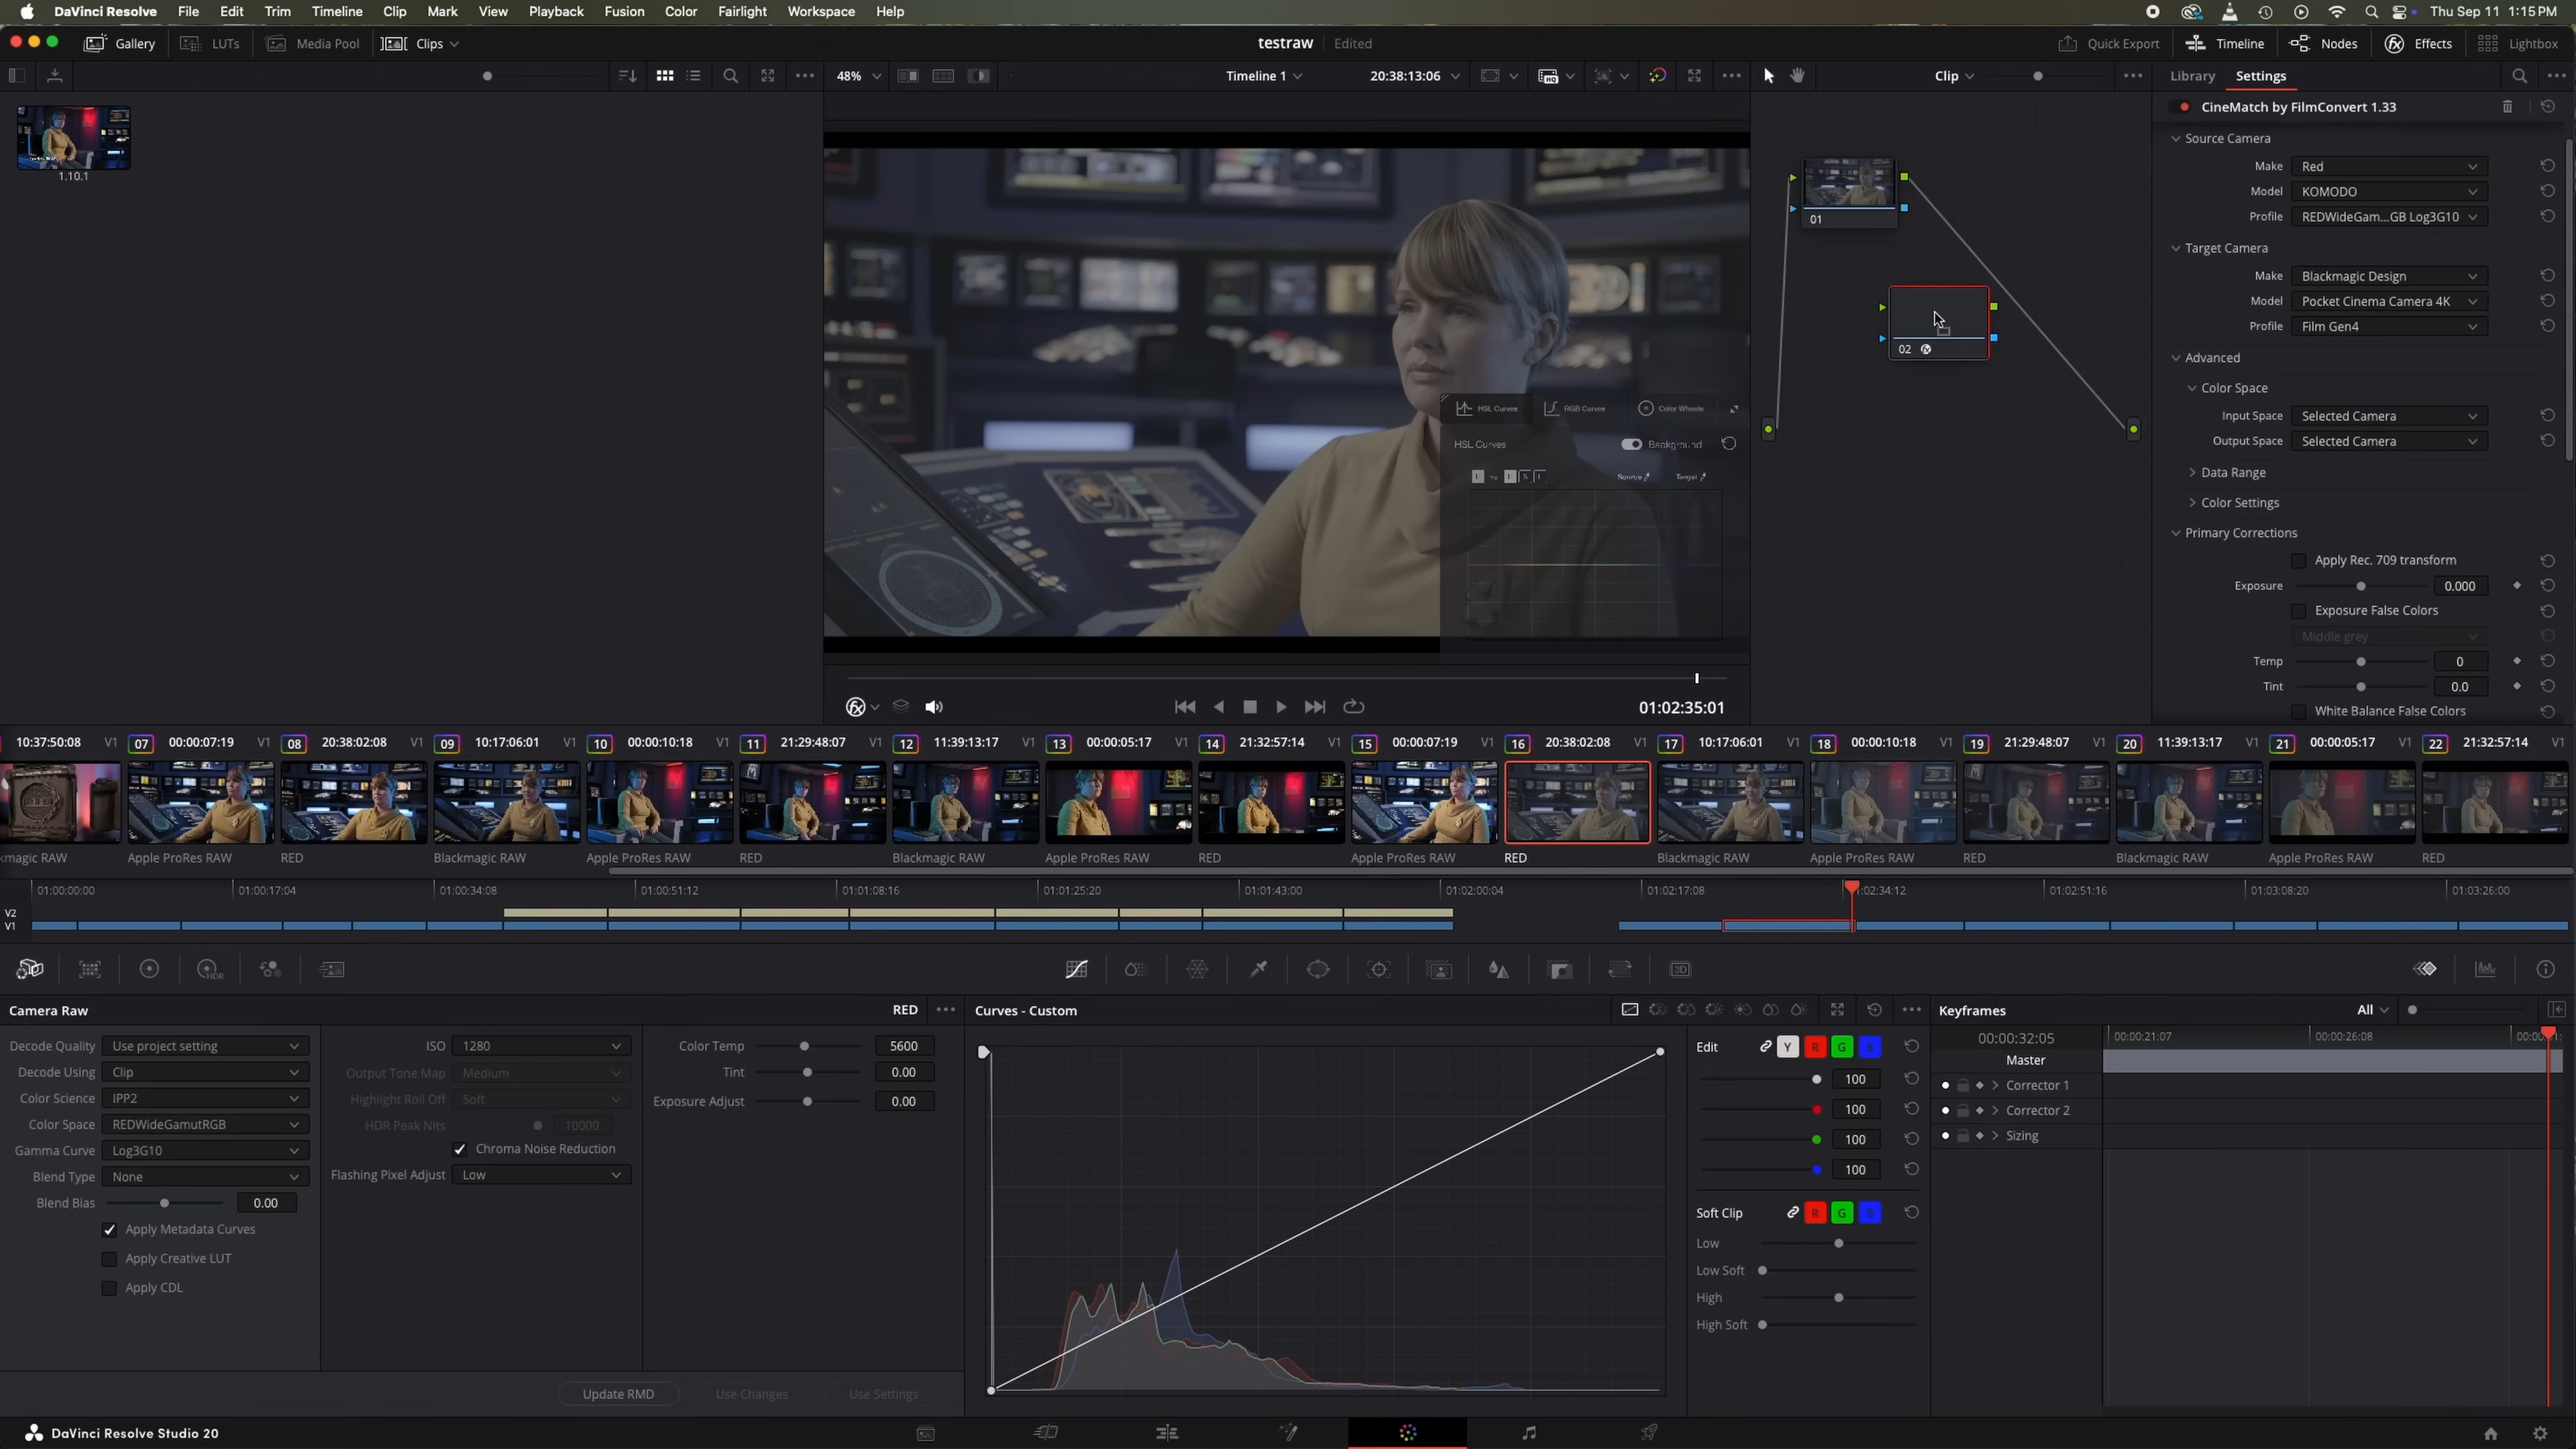 DaVinci Resolve File Edit Trim Timeline Clip Mark View Playback Fusion Color Fairlight Workspace Help Thu Sep 11 1:15 PM
Gallery LUTs Media Pool Clips testraw Edited Quick Export Timeline Nodes Effects Lightbox
48% Timeline 1 20:38:13:06 HQ Clip Library Settings
CineMatch by FilmConvert 1.33
Source Camera
Make Red
Model KOMODO
Profile REDWideGam...GB Log3G10
Target Camera
Make Blackmagic Design
Model Pocket Cinema Camera 4K
Profile Film Gen4
Advanced
Color Space
Input Space Selected Camera
Output Space Selected Camera
Data Range
Color Settings
Primary Corrections
Apply Rec. 709 transform
Exposure 0.000
Exposure False Colors
Middle grey
Temp 0
Tint 0.0
White Balance False Colors
1.10.1
01
02
HSL Curves RGB Curves Color Wheels
HSL Curves Background
Source Target
01:02:35:01
10:37:50:08 V1 07 00:00:07:19 V1 08 20:38:02:08 V1 09 10:17:06:01 V1 10 00:00:10:18 V1 11 21:29:48:07 V1 12 11:39:13:17 V1 13 00:00:05:17 V1 14 21:32:57:14 V1 15 00:00:07:19 V1 16 20:38:02:08 V1 17 10:17:06:01 V1 18 00:00:10:18 V1 19 21:29:48:07 V1 20 11:39:13:17 V1 21 00:00:05:17 V1 22 21:32:57:14 V1
kmagic RAW Apple ProRes RAW RED Blackmagic RAW Apple ProRes RAW RED Blackmagic RAW Apple ProRes RAW RED Apple ProRes RAW RED Blackmagic RAW Apple ProRes RAW RED Blackmagic RAW Apple ProRes RAW RED
01:00:00:00 01:00:17:04 01:00:34:08 01:00:51:12 01:01:08:16 01:01:25:20 01:01:43:00 01:02:00:04 01:02:17:08 1:02:34:12 01:02:51:16 01:03:08:20 01:03:26:00
V2
V1
HDR 3D
Camera Raw RED
Decode Quality Use project setting
Decode Using Clip
Color Science IPP2
Color Space REDWideGamutRGB
Gamma Curve Log3G10
Blend Type None
Blend Bias 0.00
Apply Metadata Curves
Apply Creative LUT
Apply CDL
ISO 1280
Output Tone Map Medium
Highlight Roll Off Soft
HDR Peak Nits 10000
Chroma Noise Reduction
Flashing Pixel Adjust Low
Color Temp 5600
Tint 0.00
Exposure Adjust 0.00
Update RMD Use Changes Use Settings
Curves - Custom
Edit Y R G B
100
100
100
100
Soft Clip R G B
Low
Low Soft
High
High Soft
Keyframes All
00:00:32:05 00:00:21:07 00:00:26:08
Master
Corrector 1
Corrector 2
Sizing
DaVinci Resolve Studio 20